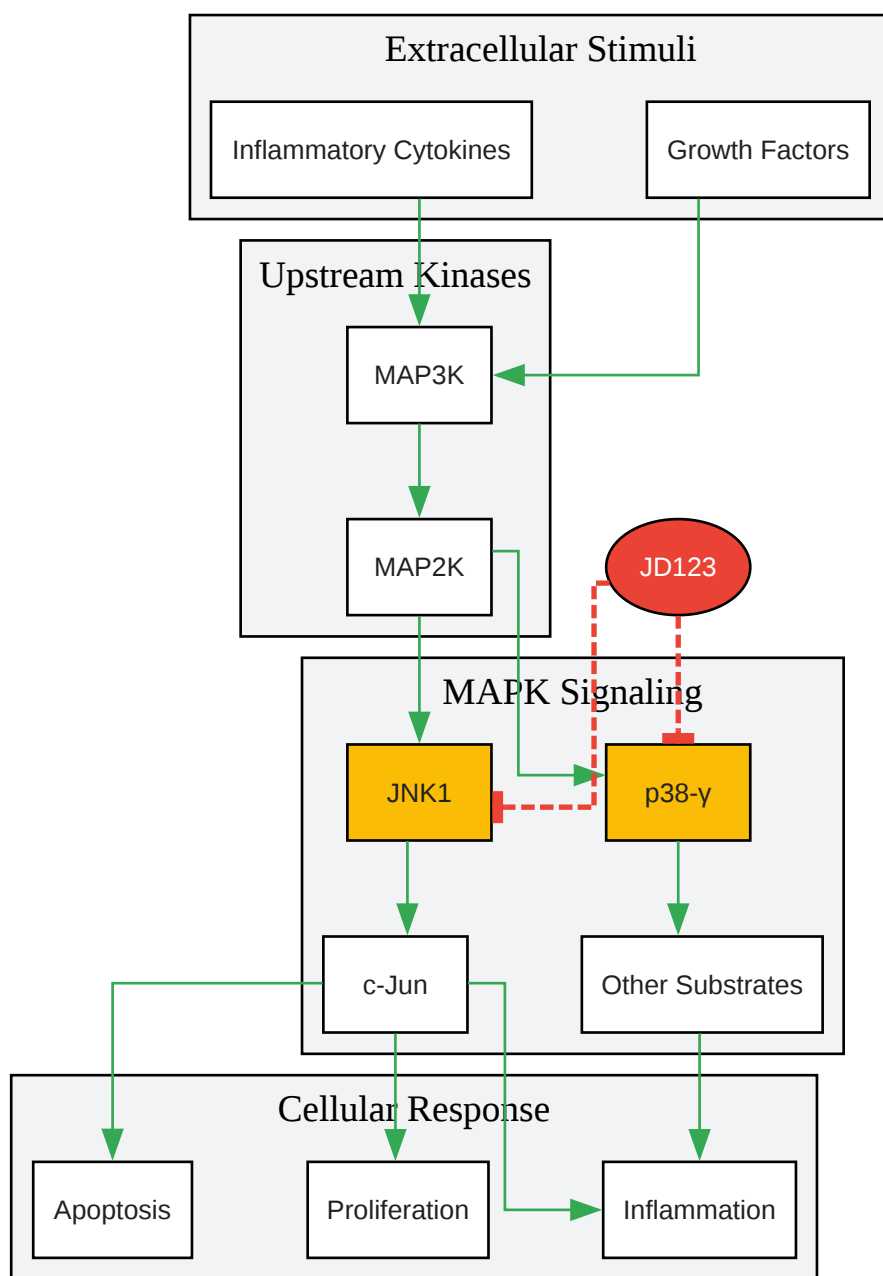 Extracellular Stimuli
Inflammatory Cytokines
Growth Factors
Upstream Kinases
MAP3K
MAP2K
JD123
MAPK Signaling
JNK1
p38-γ
c-Jun
Other Substrates
Cellular Response
Apoptosis
Proliferation
Inflammation